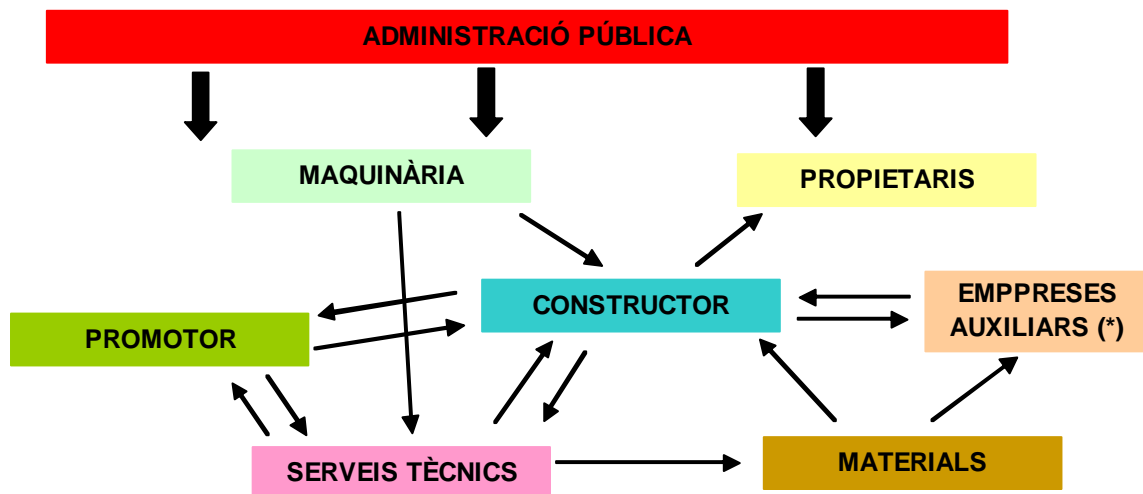 ADMINISTRACIÓ PÚBLICA
MAQUINÀRIA
PROPIETARIS
CONSTRUCTOR
EMPPRESES
AUXILIARS (*)
PROMOTOR
SERVEIS TÈCNICS
MATERIALS